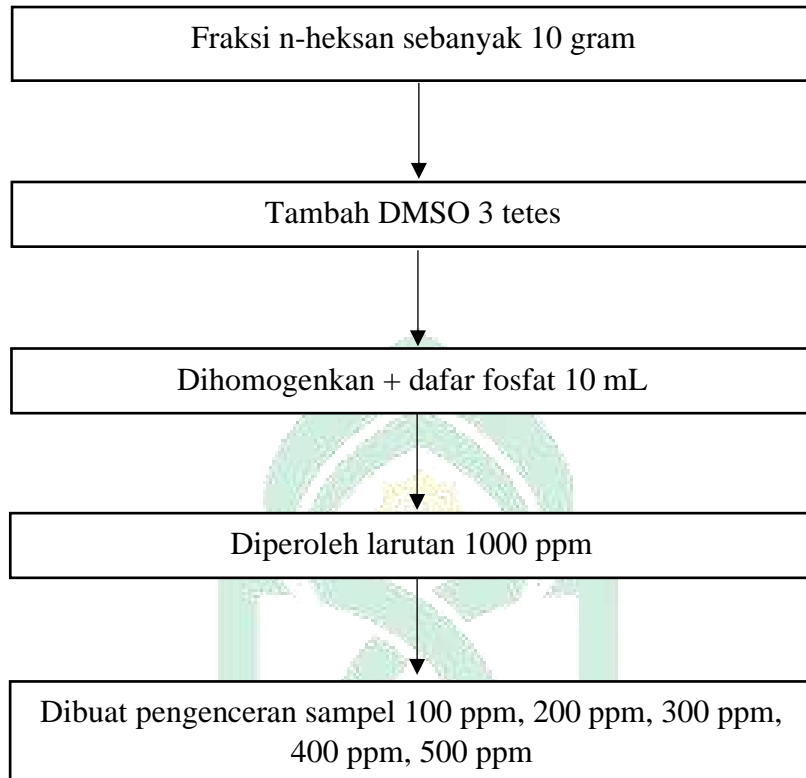 Fraksi n-heksan sebanyak 10 gram
Tambah DMSO 3 tetes
Dihomogenkan + dafar fosfat 10 mL
Diperoleh larutan 1000 ppm
Dibuat pengenceran sampel 100 ppm, 200 ppm, 300 ppm,
400 ppm, 500 ppm